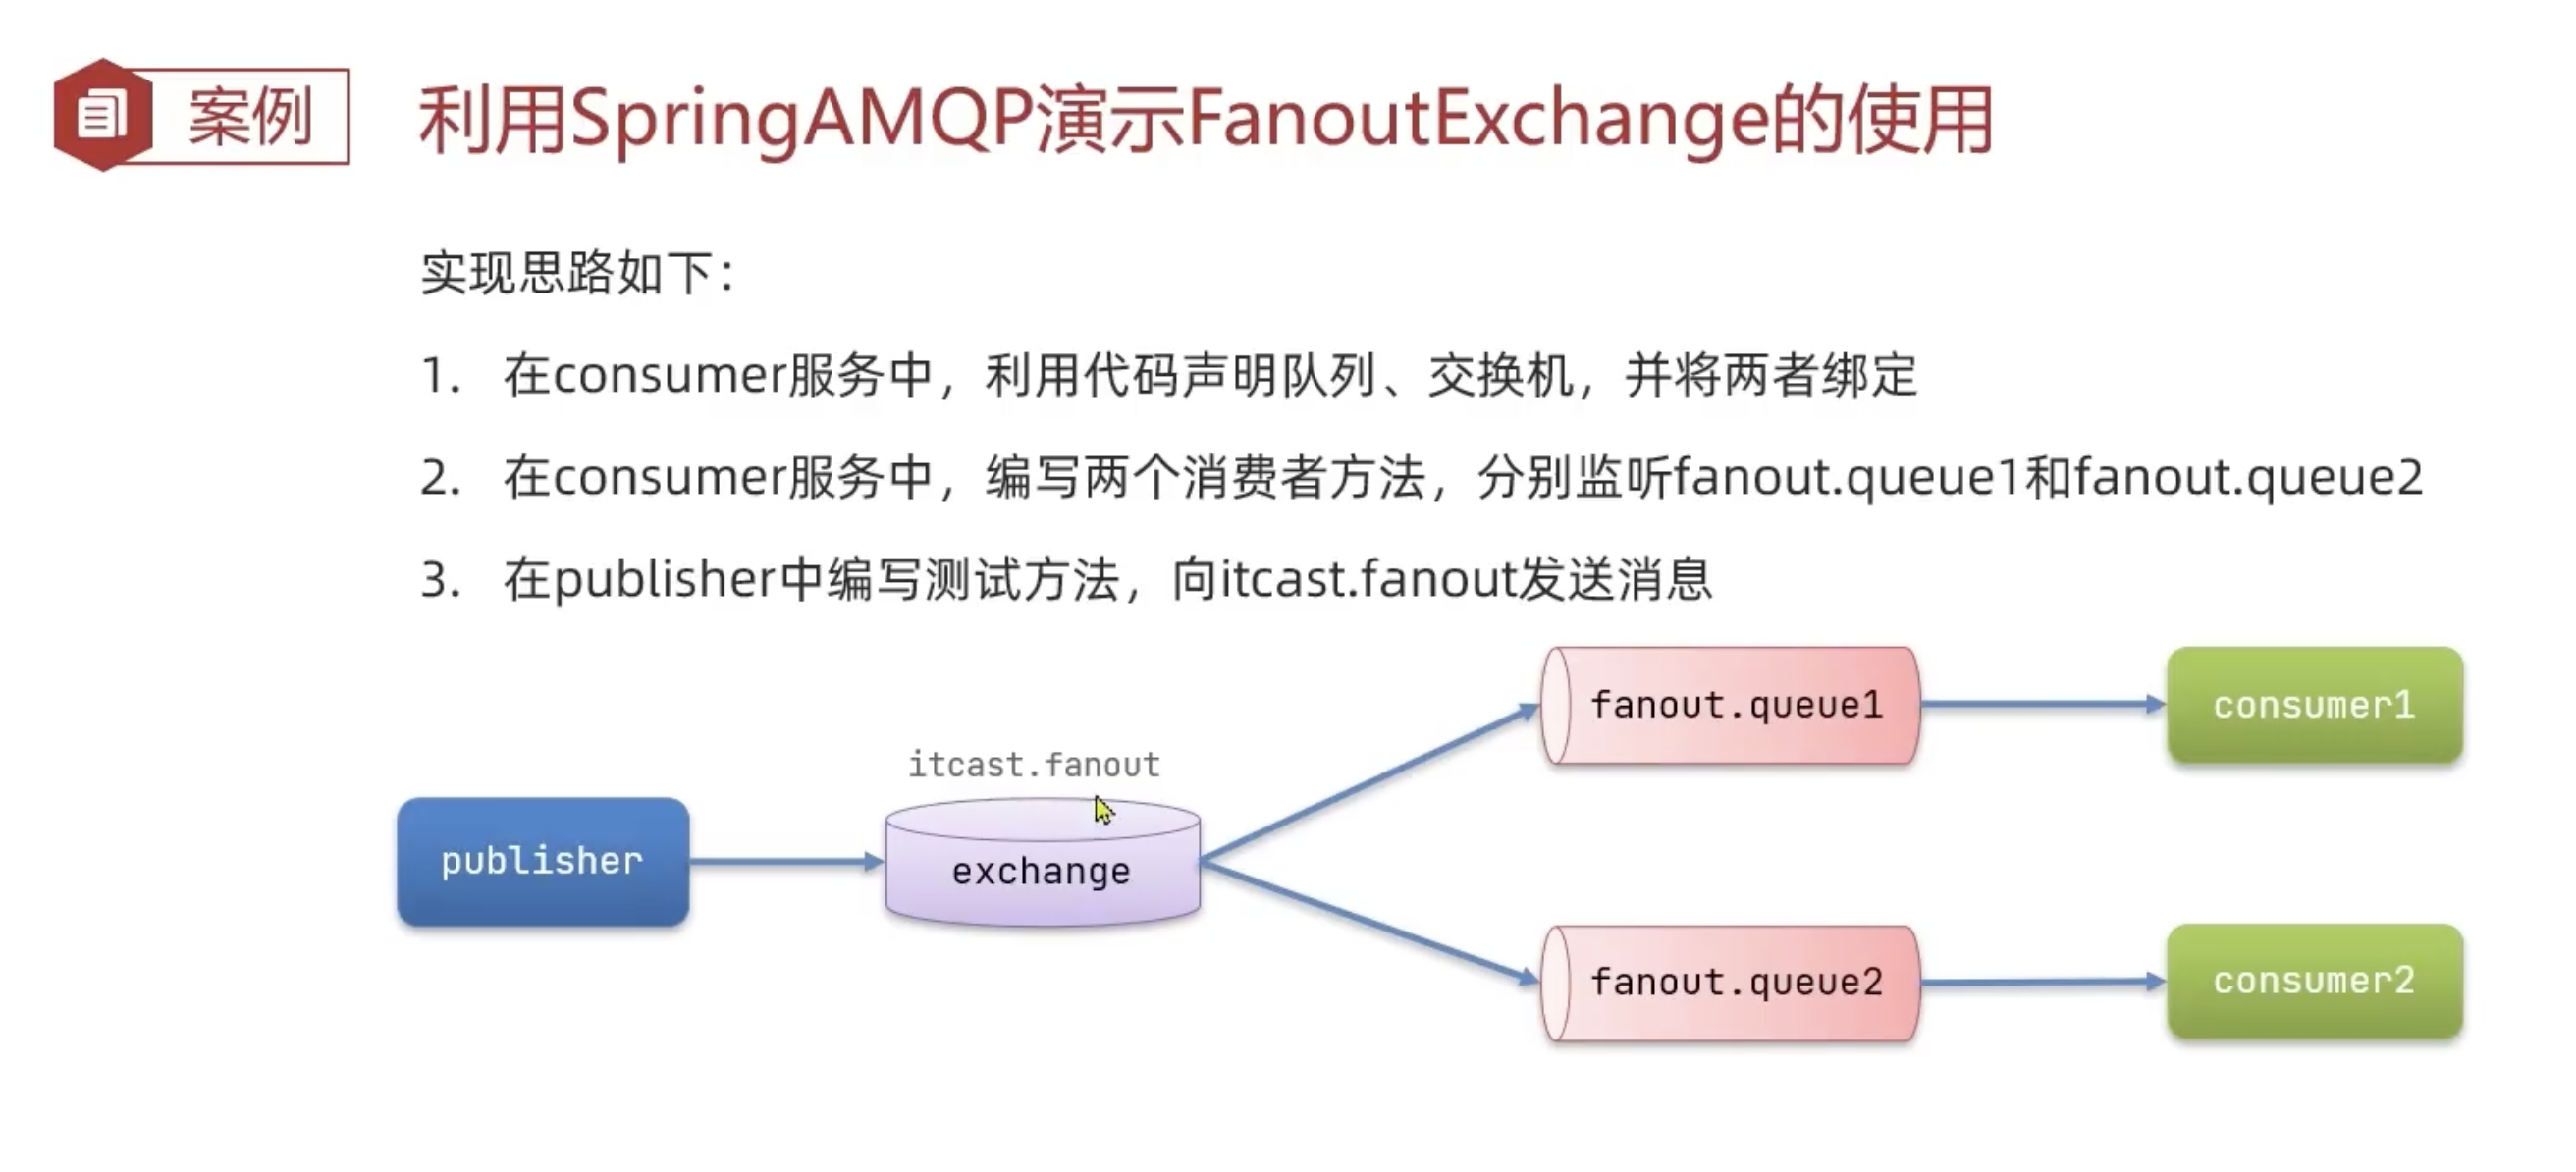 案例
利用SpringAMQP演示FanoutExchange的使用
实现思路如下：
1. 在consumer服务中，利用代码声明队列、交换机，并将两者绑定
2. 在consumer服务中，编写两个消费者方法，分别监听fanout.queue1和fanout.queue2
3. 在publisher中编写测试方法，向itcast.fanout发送消息
fanout.queue1
consumer1
itcast.fanout
publisher
exchange
fanout.queue2
consumer2